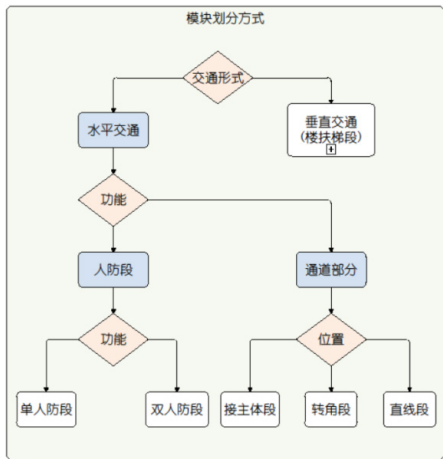 模块划分方式
交通形式
水平交通
垂直交通
(楼扶梯段)
功能
人防段
通道部分
功能
位置
单人防段
双人防段
接主体段
转角段
直线段